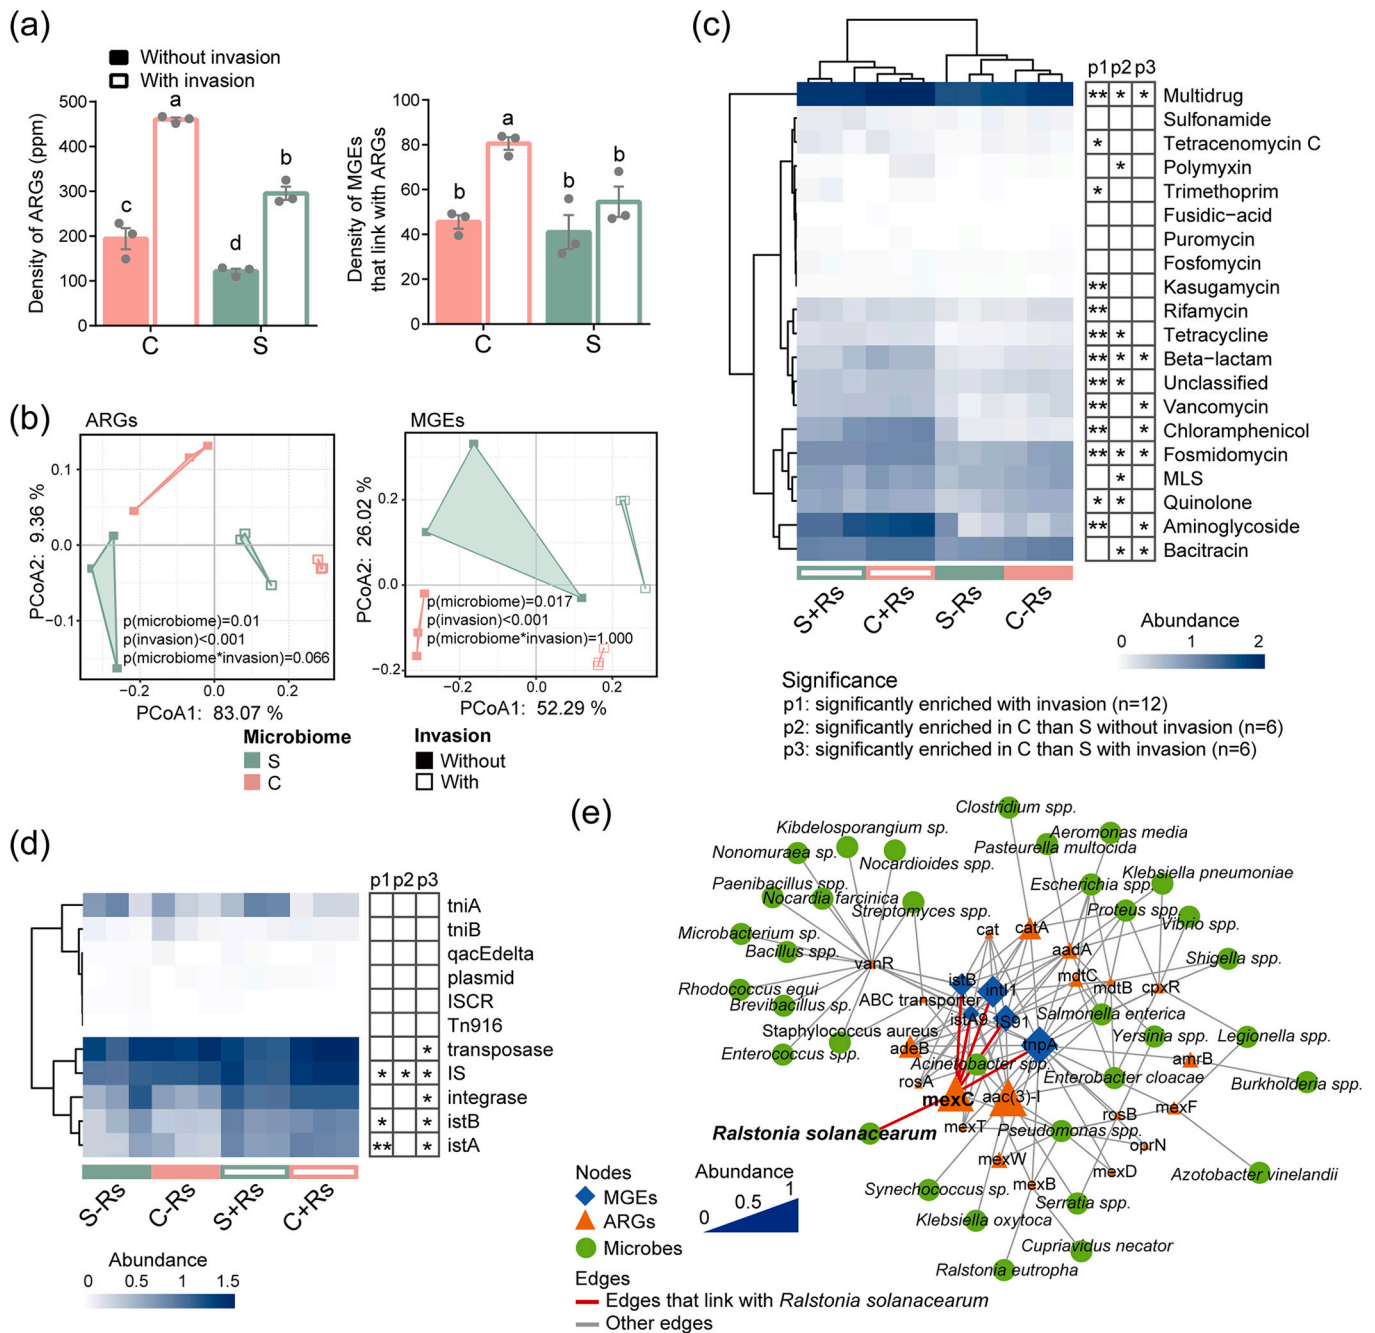 (a)
Without invasion
With invasion
Density of ARGs (ppm)
500
400
300
200
100
0
c
a
d
b
C
S
Density of MGEs
that link with ARGs
100
80
60
40
20
0
b
a
b
b
C
S
(b)
ARGs
PCoA2: 9.36 %
0.1
0.0
−0.1
p(microbiome)=0.01
p(invasion)<0.001
p(microbiome*invasion)=0.066
−0.2
0.0
0.2
PCoA1: 83.07 %
MGEs
PCoA2: 26.02 %
0.2
0.0
−0.2
p(microbiome)=0.017
p(invasion)<0.001
p(microbiome*invasion)=1.000
−0.2
0.0
0.2
PCoA1: 52.29 %
Microbiome
S
C
Invasion
Without
With
(c)
p1 p2 p3
** * * Multidrug
Sulfonamide
* Tetracenomycin C
* Polymyxin
* Trimethoprim
Fusidic−acid
Puromycin
Fosfomycin
** Kasugamycin
** Rifamycin
** * Tetracycline
** * * Beta−lactam
** * Unclassified
** * Vancomycin
** * Chloramphenicol
** * * Fosmidomycin
* MLS
* * Quinolone
** * Aminoglycoside
* * Bacitracin
S+Rs
C+Rs
S-Rs
C-Rs
Abundance
0 1 2
Significance
p1: significantly enriched with invasion (n=12)
p2: significantly enriched in C than S without invasion (n=6)
p3: significantly enriched in C than S with invasion (n=6)
(d)
p1 p2 p3
tniA
tniB
qacEdelta
plasmid
ISCR
Tn916
* transposase
* * * IS
* integrase
* * istB
** * istA
S-Rs
C-Rs
S+Rs
C+Rs
Abundance
0 0.5 1 1.5
(e)
Clostridium spp.
Kibdelosporangium sp.
Aeromonas media
Nonomuraea sp.
Pasteurella multocida
Nocardioides spp.
Klebsiella pneumoniae
Paenibacillus spp.
Escherichia spp.
Nocardia farcinica
Streptomyces spp.
Proteus spp.
Vibrio spp.
Microbacterium sp.
cat
catA
Bacillus spp.
aadA
Shigella spp.
vanR
istB
mdtC
Rhodococcus equi
intI1
mdtB
cpxR
Brevibacillus sp.
ABC transporter
Salmonella enterica
istA9
IS91
Staphylococcus aureus
Yersinia spp.
Legionella spp.
Enterococcus spp.
adeB
tnpA
amrB
Acinetobacter spp.
rosA
Enterobacter cloacae
Burkholderia spp.
mexC
aac(3)-I
rosB
mexF
Ralstonia solanacearum
mexT
Pseudomonas spp.
oprN
mexW
mexD
Azotobacter vinelandii
Synechococcus sp.
mexB
Serratia spp.
Klebsiella oxytoca
Cupriavidus necator
Ralstonia eutropha
Nodes
MGEs
ARGs
Microbes
Abundance
0 0.5 1
Edges
Edges that link with Ralstonia solanacearum
Other edges